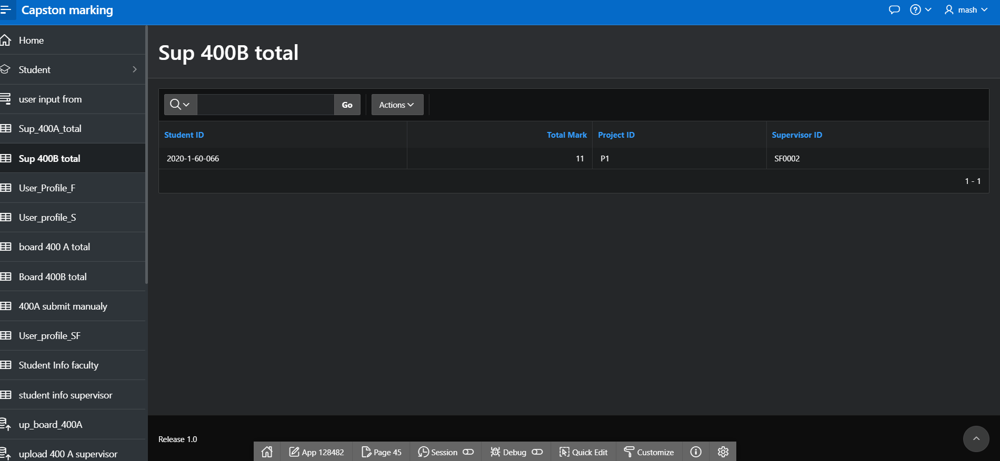 Capston marking
mash
Home
Student
user input from
Sup_400A_total
Sup 400B total
User_Profile_F
User_profile_S
board 400 A total
Board 400B total
400A submit manualy
User_profile_SF
Student Info faculty
student info supervisor
up_board_400A
upload 400 A supervisor
Sup 400B total
Go
Actions
Student ID Total Mark Project ID Supervisor ID
2020-1-60-066 11 P1 SF0002
1 - 1
Release 1.0
App 128482 Page 45 Session Debug Quick Edit Customize